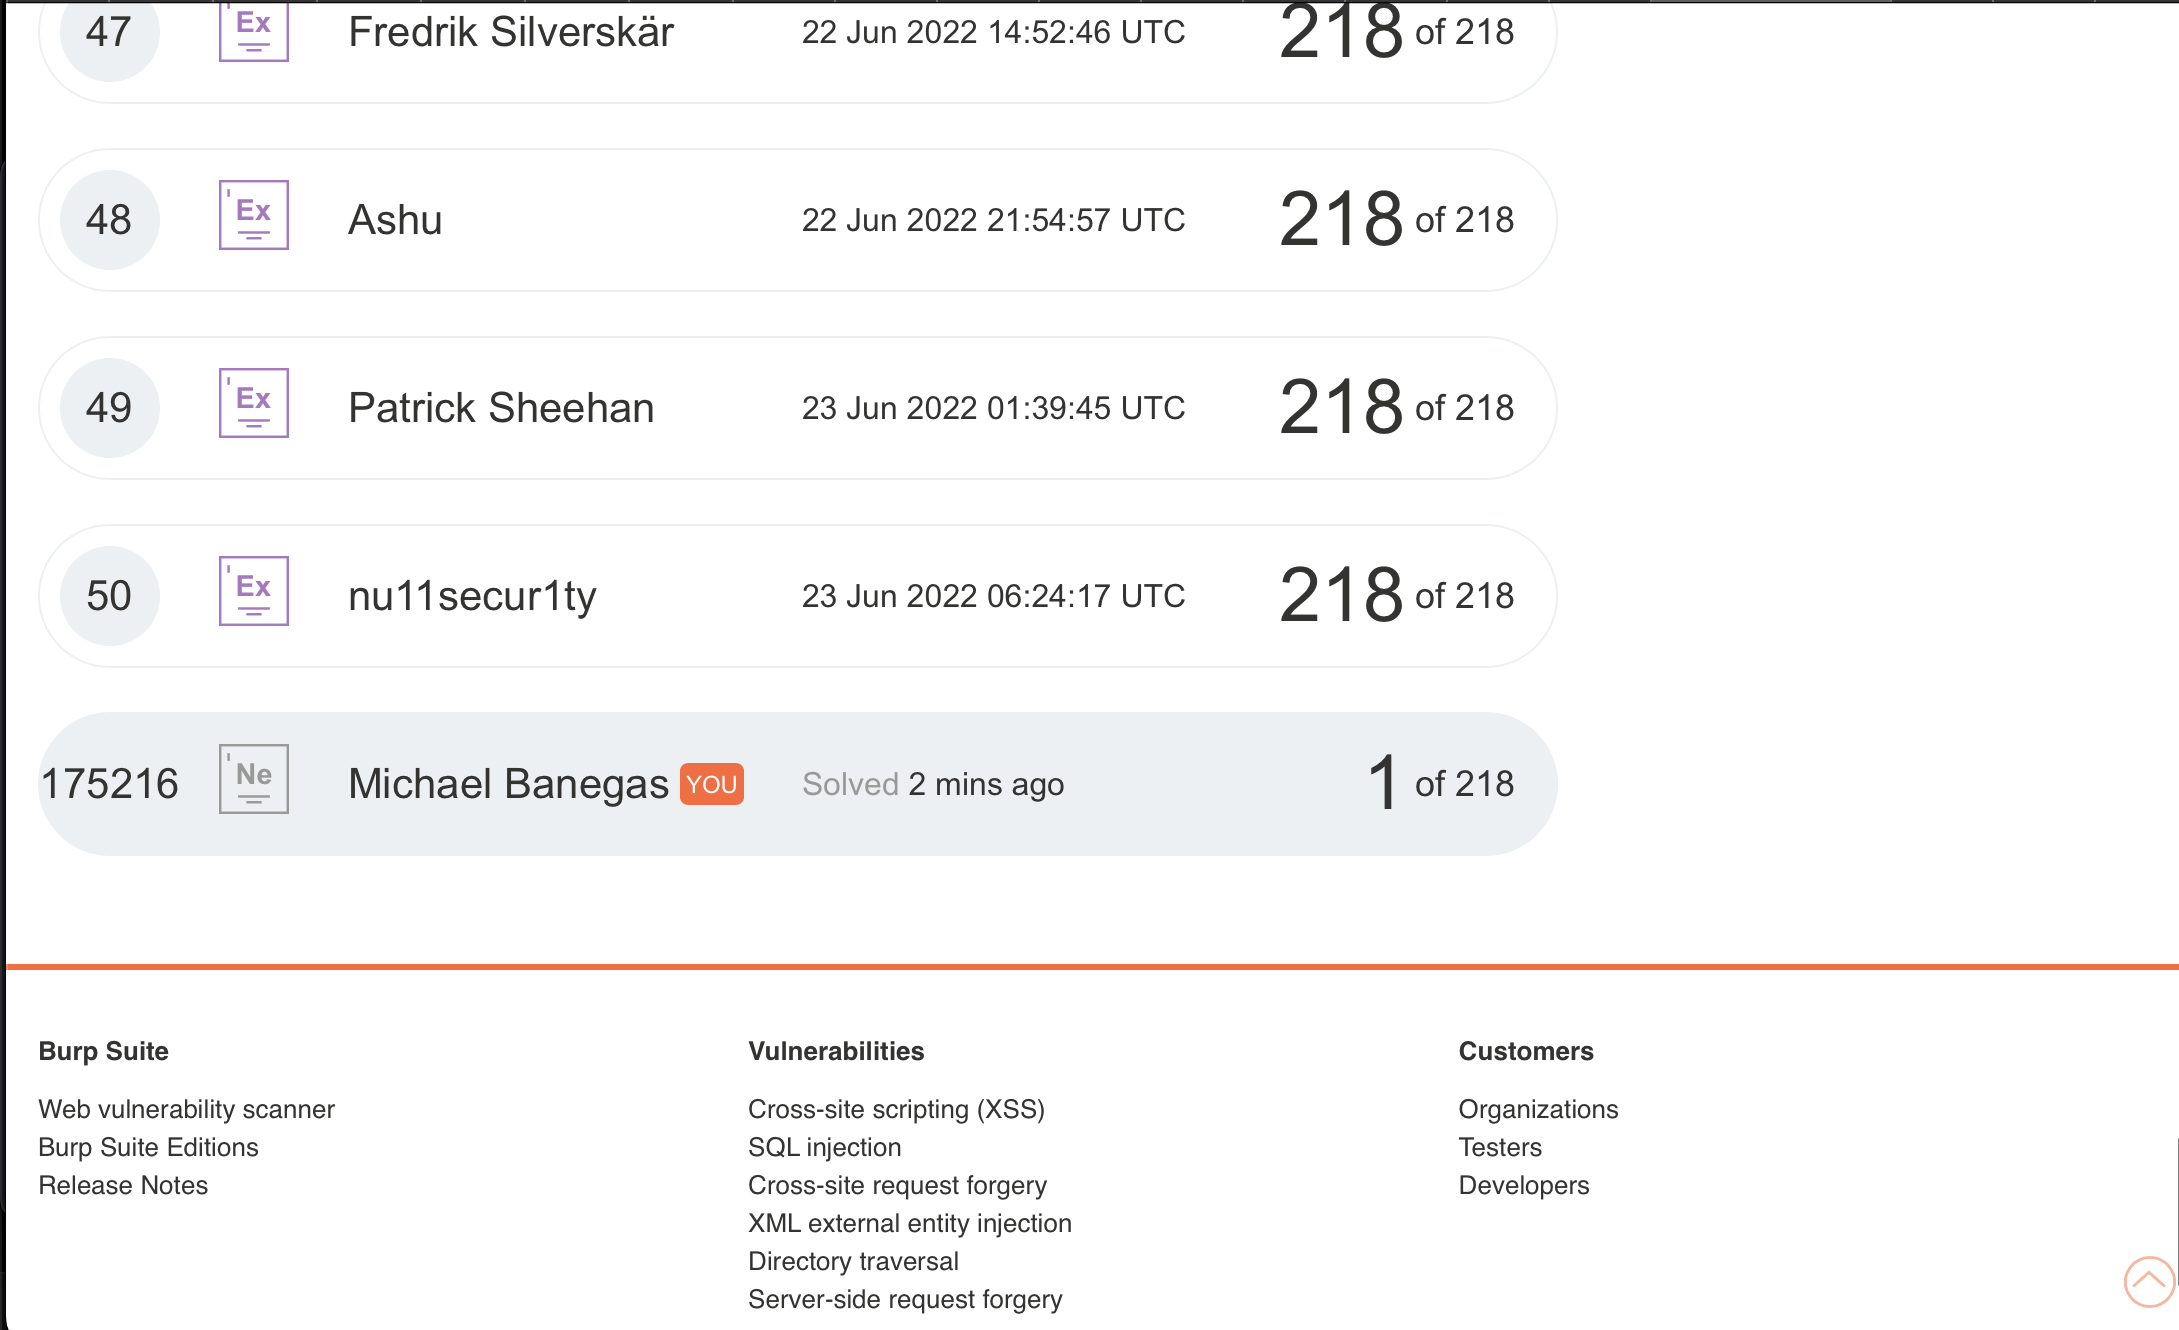 47 'Ex Fredrik Silverskär 22 Jun 2022 14:52:46 UTC 218 of 218
48 'Ex Ashu 22 Jun 2022 21:54:57 UTC 218 of 218
49 'Ex Patrick Sheehan 23 Jun 2022 01:39:45 UTC 218 of 218
50 'Ex nu11secur1ty 23 Jun 2022 06:24:17 UTC 218 of 218
175216 'Ne Michael Banegas YOU Solved 2 mins ago 1 of 218
Burp Suite
Web vulnerability scanner
Burp Suite Editions
Release Notes
Vulnerabilities
Cross-site scripting (XSS)
SQL injection
Cross-site request forgery
XML external entity injection
Directory traversal
Server-side request forgery
Customers
Organizations
Testers
Developers